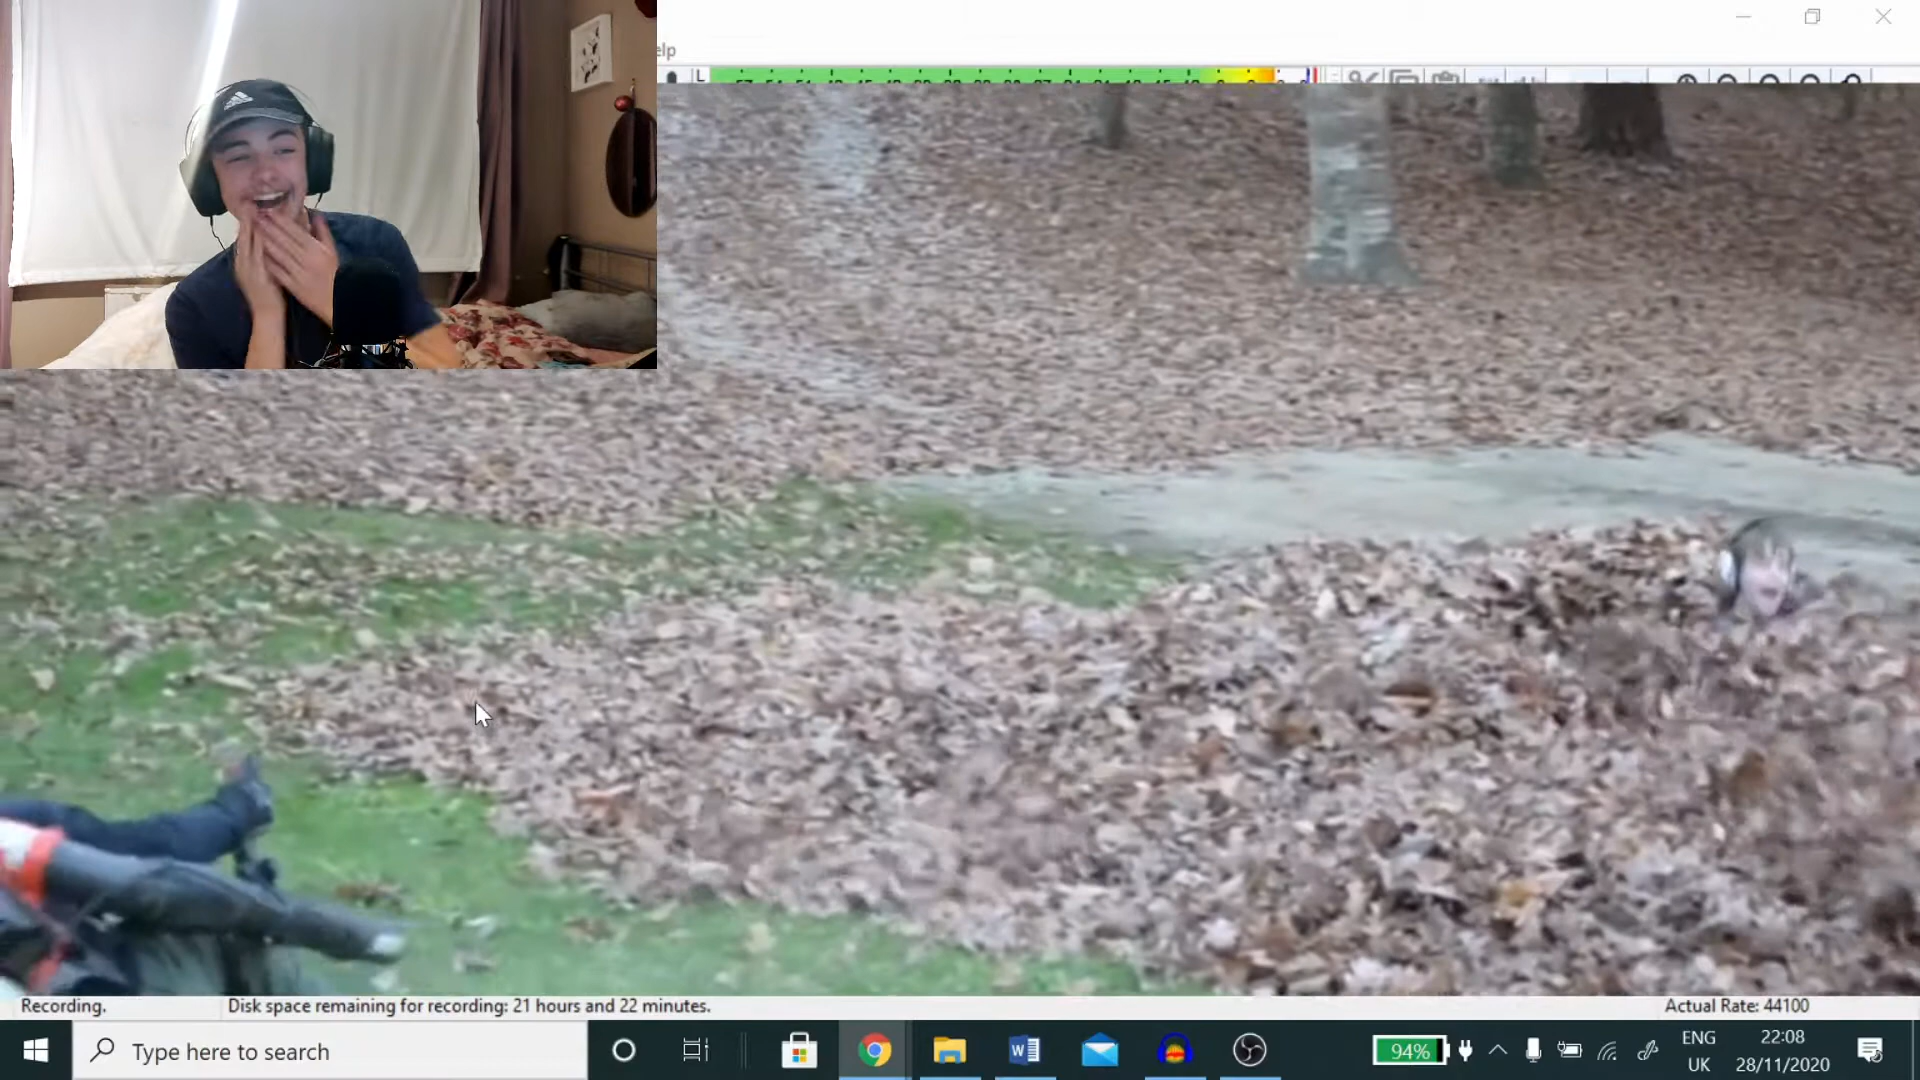 elp
L
Recording.
Disk space remaining for recording: 21 hours and 22 minutes.
Actual Rate: 44100
Type here to search
94%
ENG
UK
22:08
28/11/2020